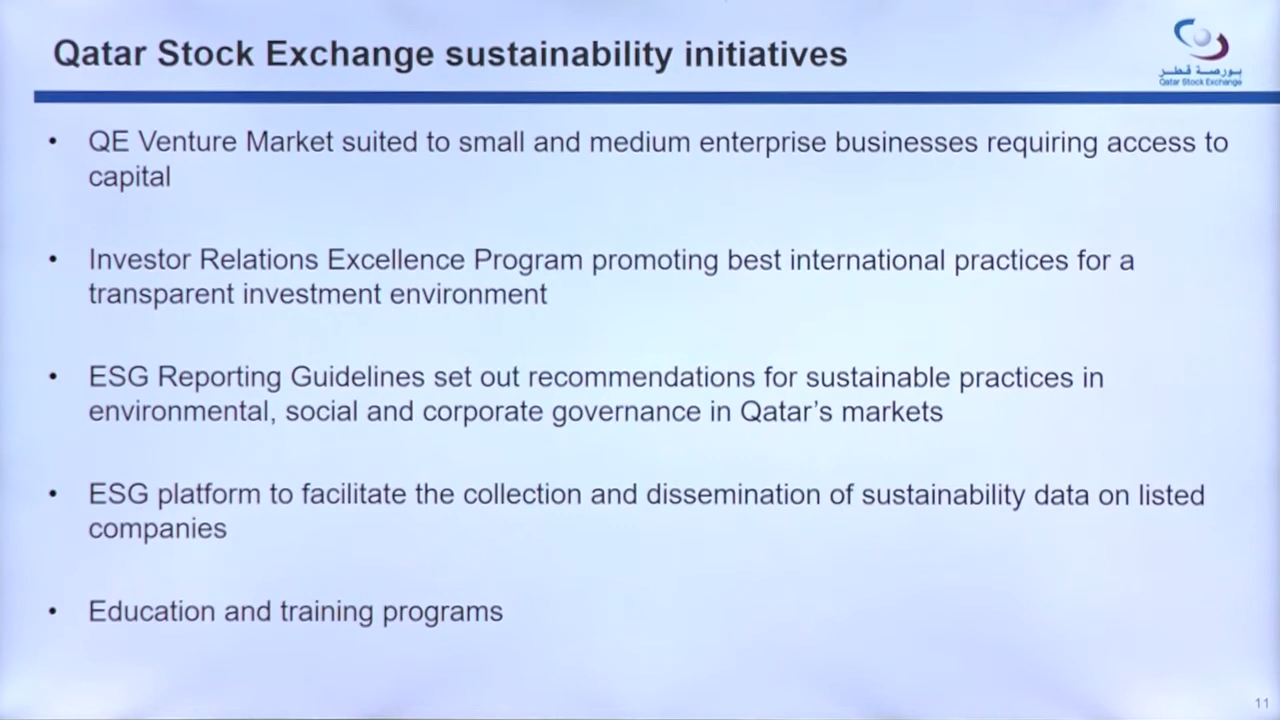 Qatar Stock Exchange sustainability initiatives
بورصة قطر
Qatar Stock Exchange
• QE Venture Market suited to small and medium enterprise businesses requiring access to
capital
• Investor Relations Excellence Program promoting best international practices for a
transparent investment environment
• ESG Reporting Guidelines set out recommendations for sustainable practices in
environmental, social and corporate governance in Qatar’s markets
• ESG platform to facilitate the collection and dissemination of sustainability data on listed
companies
• Education and training programs
11